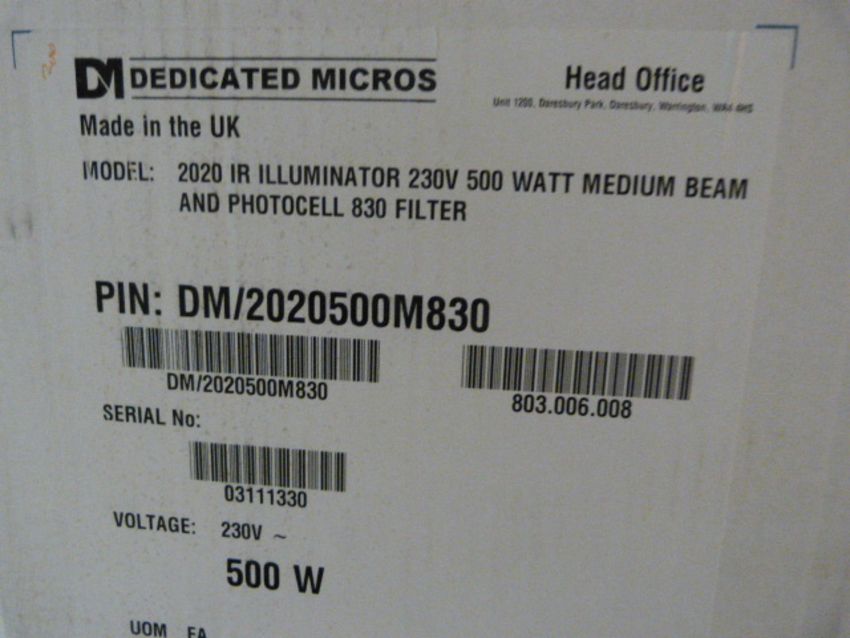 DM DEDICATED MICROS
Head Office
Unit 1200, Daresbury Park, Daresbury, Warrington, WA4 4HS
Made in the UK
MODEL: 2020 IR ILLUMINATOR 230V 500 WATT MEDIUM BEAM
AND PHOTOCELL 830 FILTER
PIN: DM/2020500M830
DM/2020500M830
803.006.008
SERIAL No:
03111330
VOLTAGE: 230V ~
500 W
UOM EA